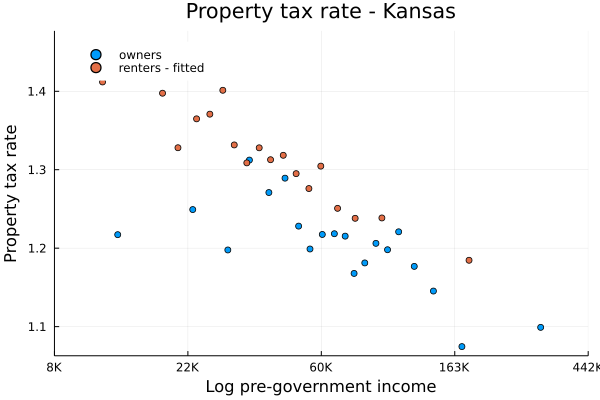 Property tax rate - Kansas
owners
renters - fitted
Property tax rate
1.4
1.3
1.2
1.1
8K 22K 60K 163K 442K
Log pre-government income